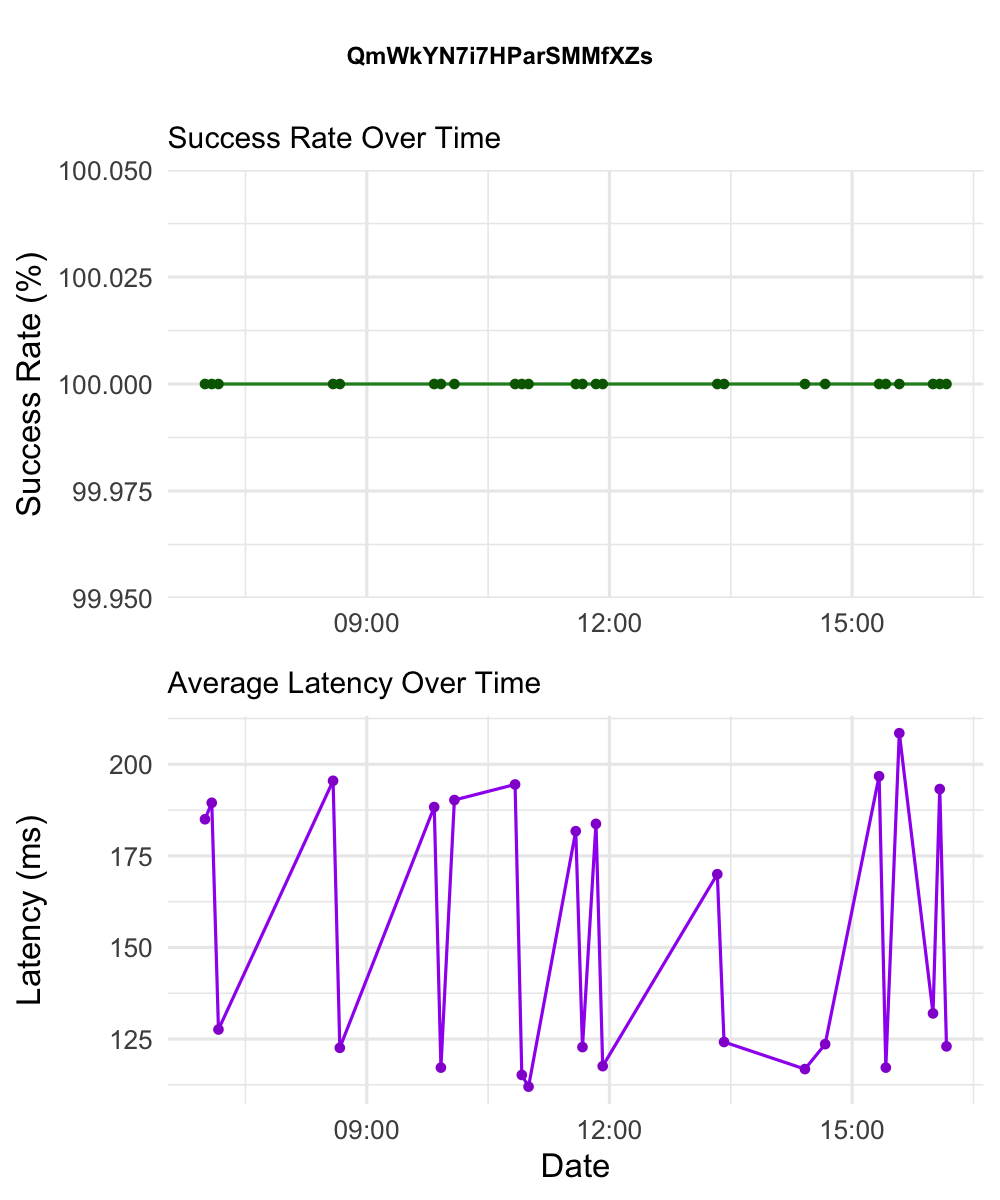 QmWkYN7i7HParSMMfXZs
Success Rate Over Time
Success Rate (%)
100.050
100.025
100.000
99.975
99.950
09:00 12:00 15:00
Average Latency Over Time
Latency (ms)
200
175
150
125
09:00 12:00 15:00
Date